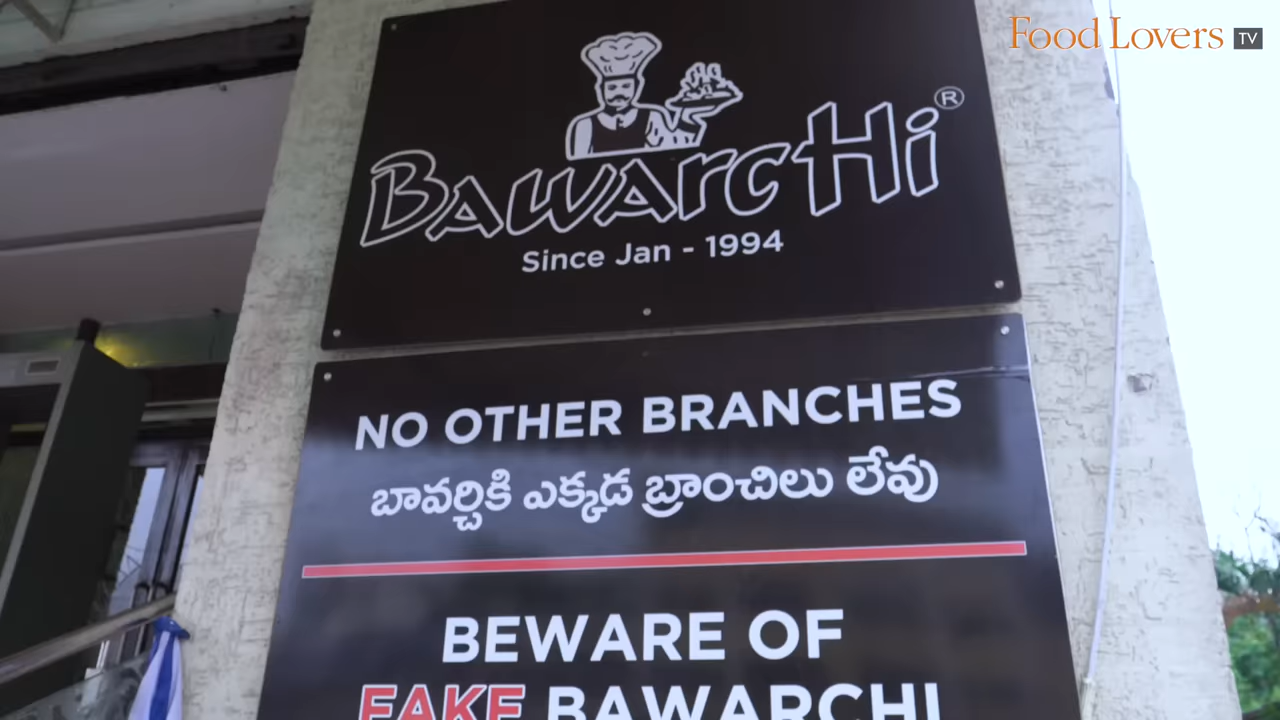 Food Lovers TV
BAWArcHi®
Since Jan - 1994
NO OTHER BRANCHES
బావర్చికి ఎక్కడ బ్రాంచిలు లేవు
BEWARE OF
FAKE BAWARCHI